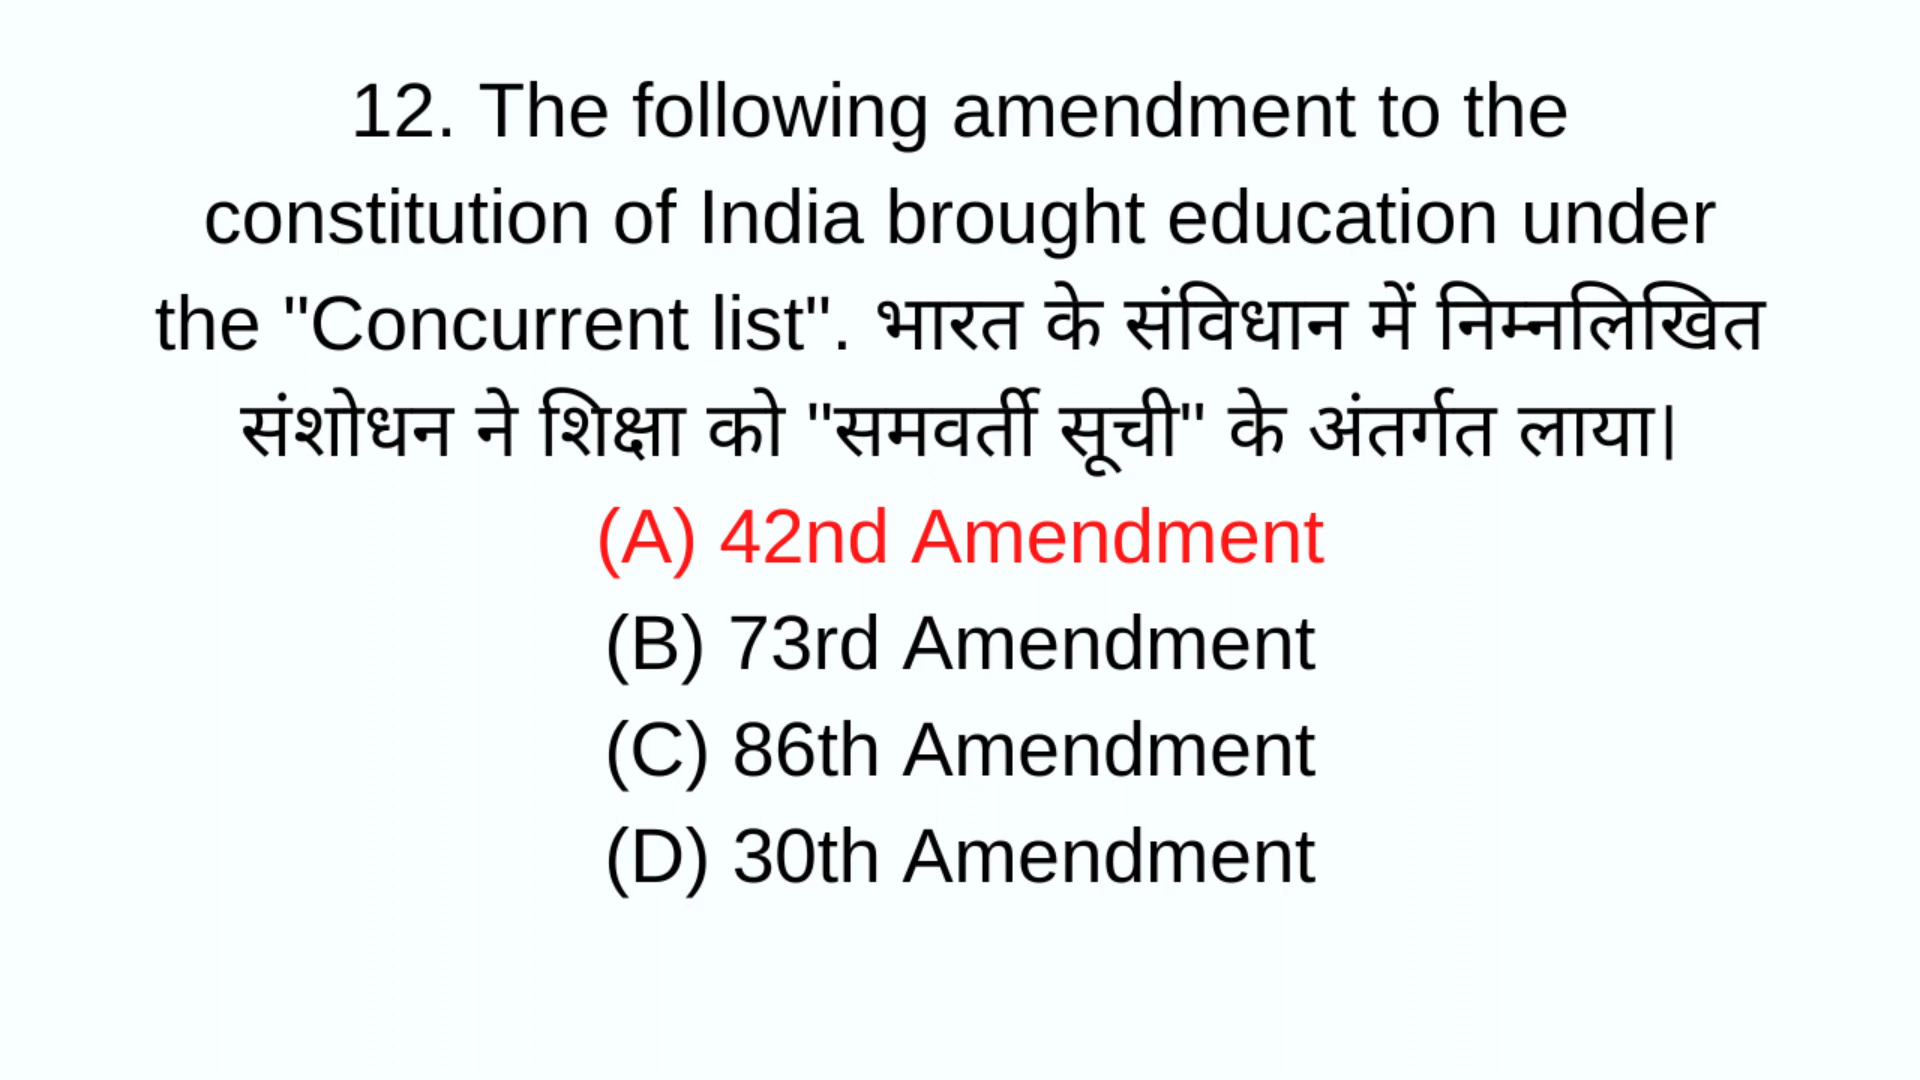 12. The following amendment to the
constitution of India brought education under
the "Concurrent list". भारत के संविधान में निम्नलिखित
संशोधन ने शिक्षा को "समवर्ती सूची" के अंतर्गत लाया।
(A) 42nd Amendment
(B) 73rd Amendment
(C) 86th Amendment
(D) 30th Amendment